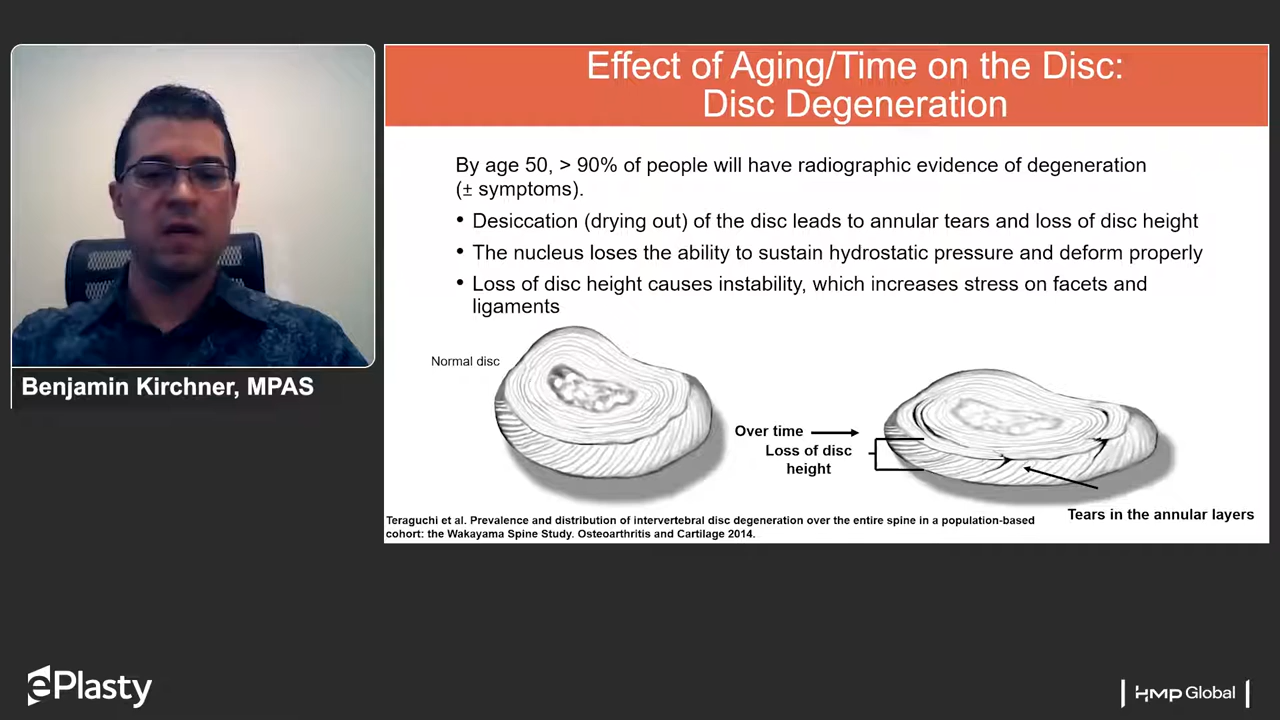 Effect of Aging/Time on the Disc:
Disc Degeneration
By age 50, > 90% of people will have radiographic evidence of degeneration
(± symptoms).
• Desiccation (drying out) of the disc leads to annular tears and loss of disc height
• The nucleus loses the ability to sustain hydrostatic pressure and deform properly
• Loss of disc height causes instability, which increases stress on facets and
ligaments
Normal disc
Over time
Loss of disc
height
Tears in the annular layers
Teraguchi et al. Prevalence and distribution of intervertebral disc degeneration over the entire spine in a population-based
cohort: the Wakayama Spine Study. Osteoarthritis and Cartilage 2014.
Benjamin Kirchner, MPAS
ePlasty
HMP Global